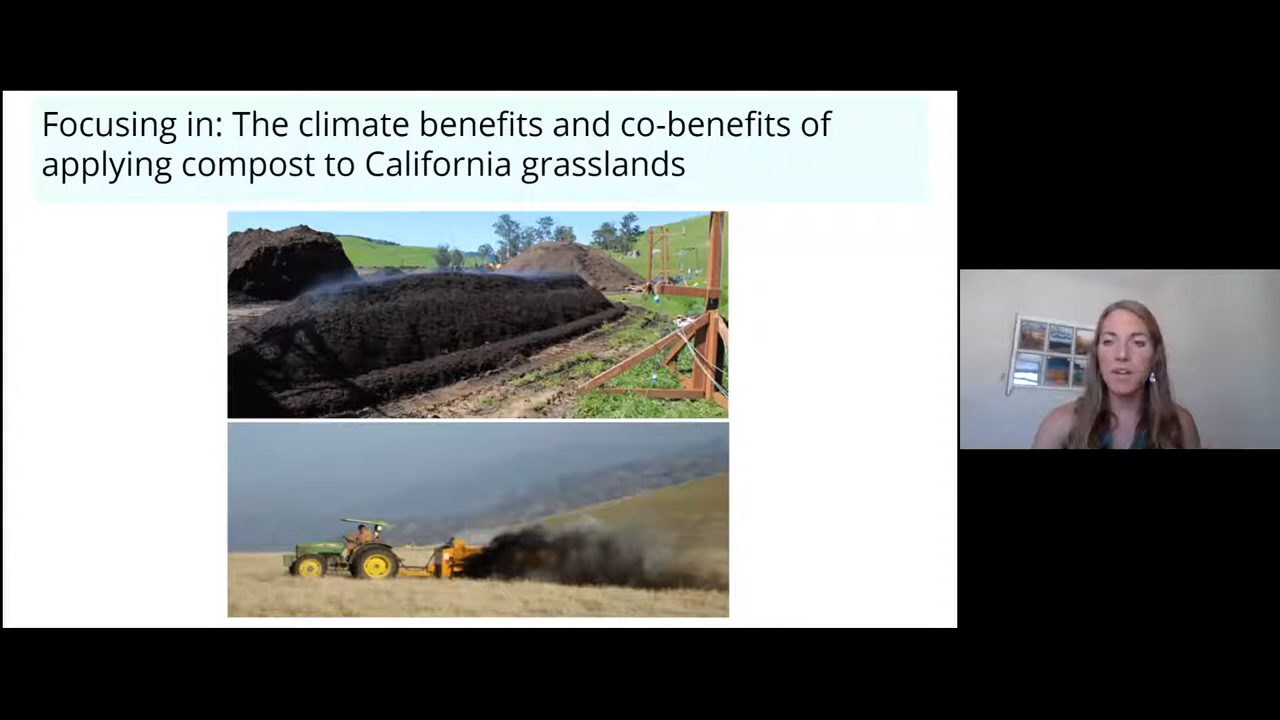 Focusing in: The climate benefits and co-benefits of
applying compost to California grasslands